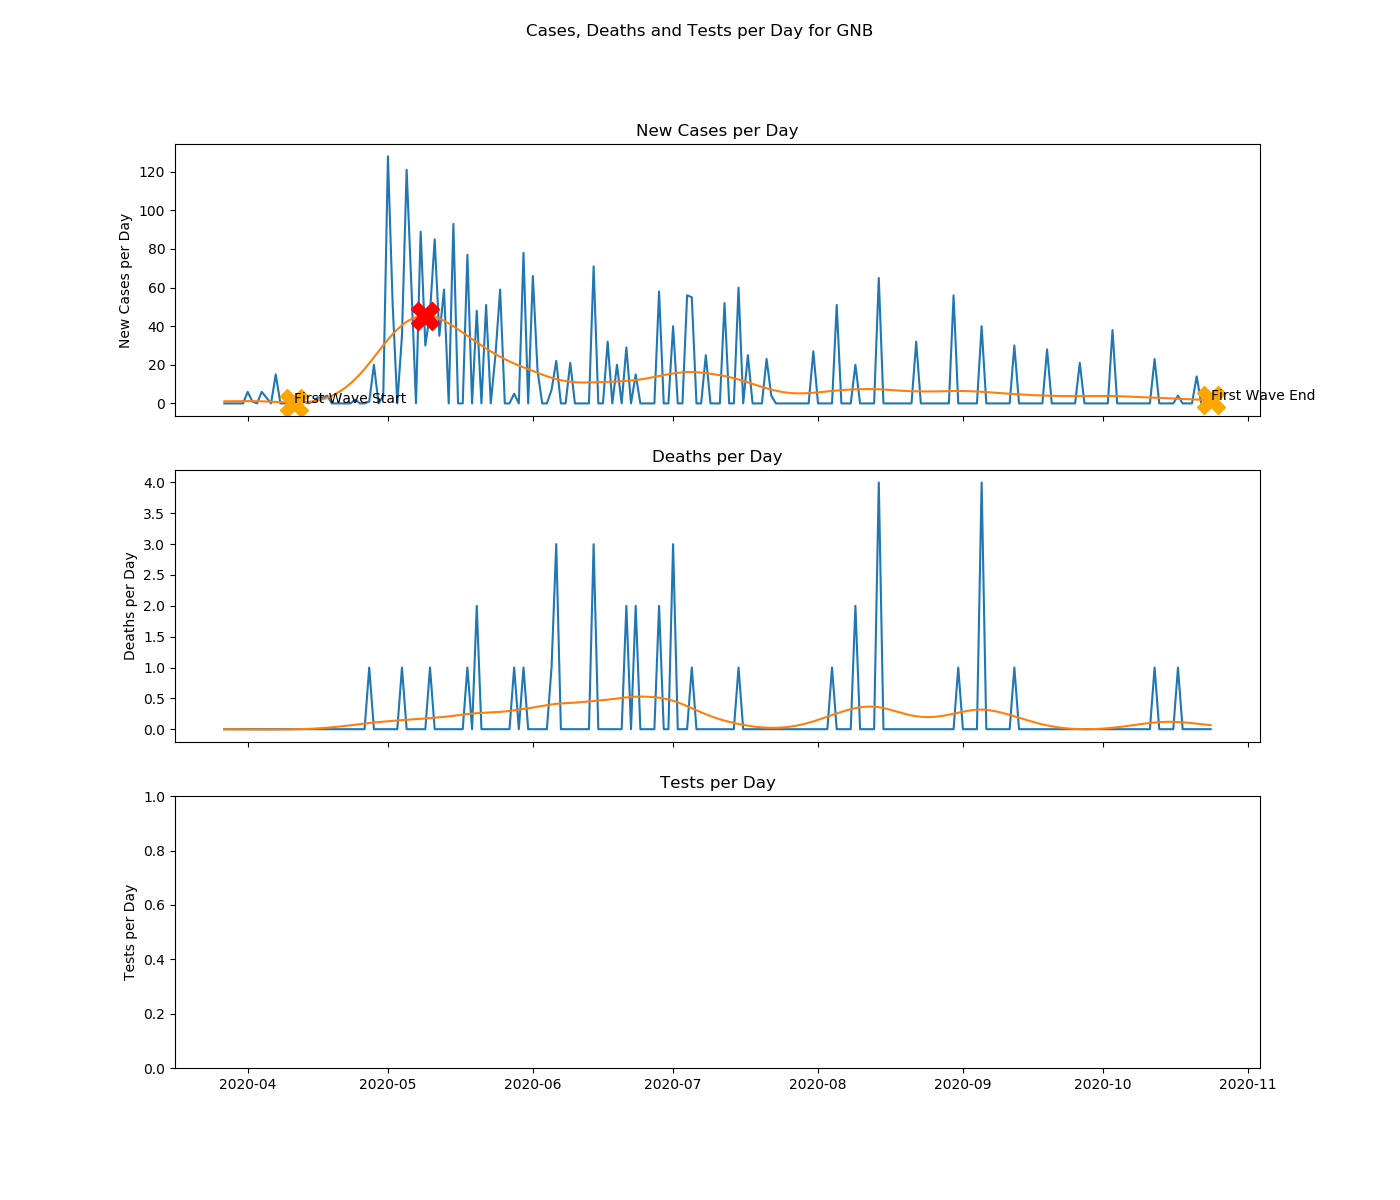 Cases, Deaths and Tests per Day for GNB
New Cases per Day
New Cases per Day
120
100
80
60
40
20
0
First Wave Start
First Wave End
Deaths per Day
Deaths per Day
4.0
3.5
3.0
2.5
2.0
1.5
1.0
0.5
0.0
Tests per Day
Tests per Day
1.0
0.8
0.6
0.4
0.2
0.0
2020-04 2020-05 2020-06 2020-07 2020-08 2020-09 2020-10 2020-11